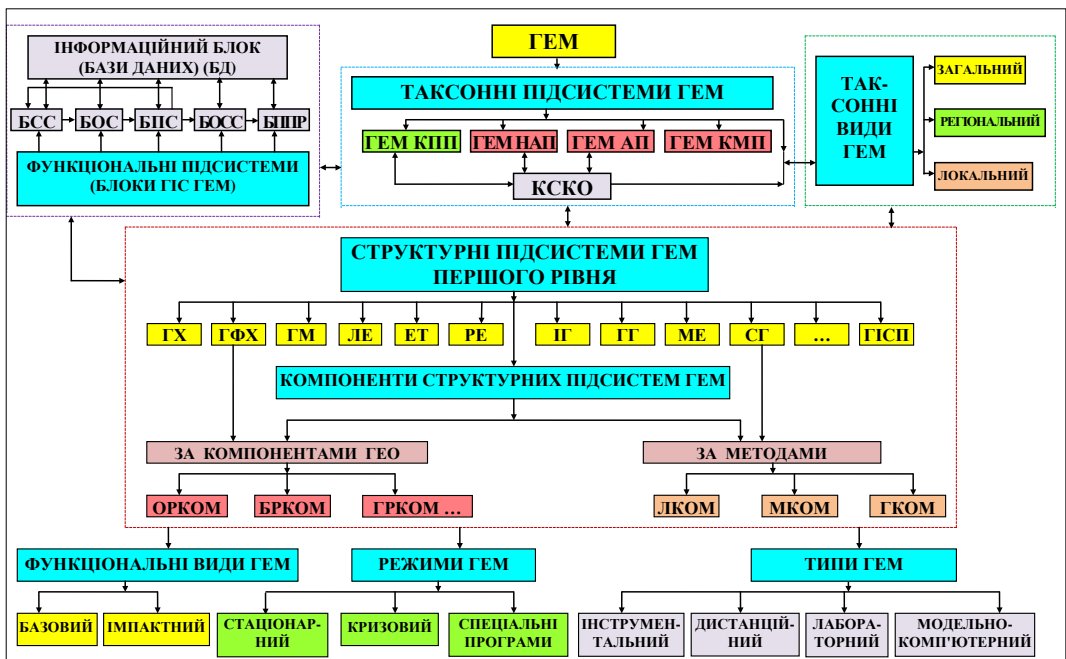 ІНФОРМАЦІЙНИЙ БЛОК
(БАЗИ ДАНИХ) (БД)
БСС
БОС
БПС
БОСС
БППР
ФУНКЦІОНАЛЬНІ ПІДСИСТЕМИ
(БЛОКИ ГІС ГЕМ)
ГЕМ
ТАКСОННІ ПІДСИСТЕМИ ГЕМ
ГЕМ КПП
ГЕМ НАП
ГЕМ АП
ГЕМ КМП
КСКО
ТАК-
СОННІ
ВИДИ
ГЕМ
ЗАГАЛЬНИЙ
РЕГІОНАЛЬНИЙ
ЛОКАЛЬНИЙ
СТРУКТУРНІ ПІДСИСТЕМИ ГЕМ
ПЕРШОГО РІВНЯ
ГХ
ГФХ
ГМ
ЛЕ
ЕТ
РЕ
ІГ
ГГ
МЕ
СГ
...
ГІСП
КОМПОНЕНТИ СТРУКТУРНИХ ПІДСИСТЕМ ГЕМ
ЗА КОМПОНЕНТАМИ ГЕО
ЗА МЕТОДАМИ
ОРКОМ
БРКОМ
ГРКОМ ...
ЛКОМ
МКОМ
ГКОМ
ФУНКЦІОНАЛЬНІ ВИДИ ГЕМ
РЕЖИМИ ГЕМ
ТИПИ ГЕМ
БАЗОВИЙ
ІМПАКТНИЙ
СТАЦІОНАР-
НИЙ
КРИЗОВИЙ
СПЕЦІАЛЬНІ
ПРОГРАМИ
ІНСТРУМЕН-
ТАЛЬНИЙ
ДИСТАНЦІЙ-
НИЙ
ЛАБОРА-
ТОРНИЙ
МОДЕЛЬНО-
КОМП'ЮТЕРНИЙ